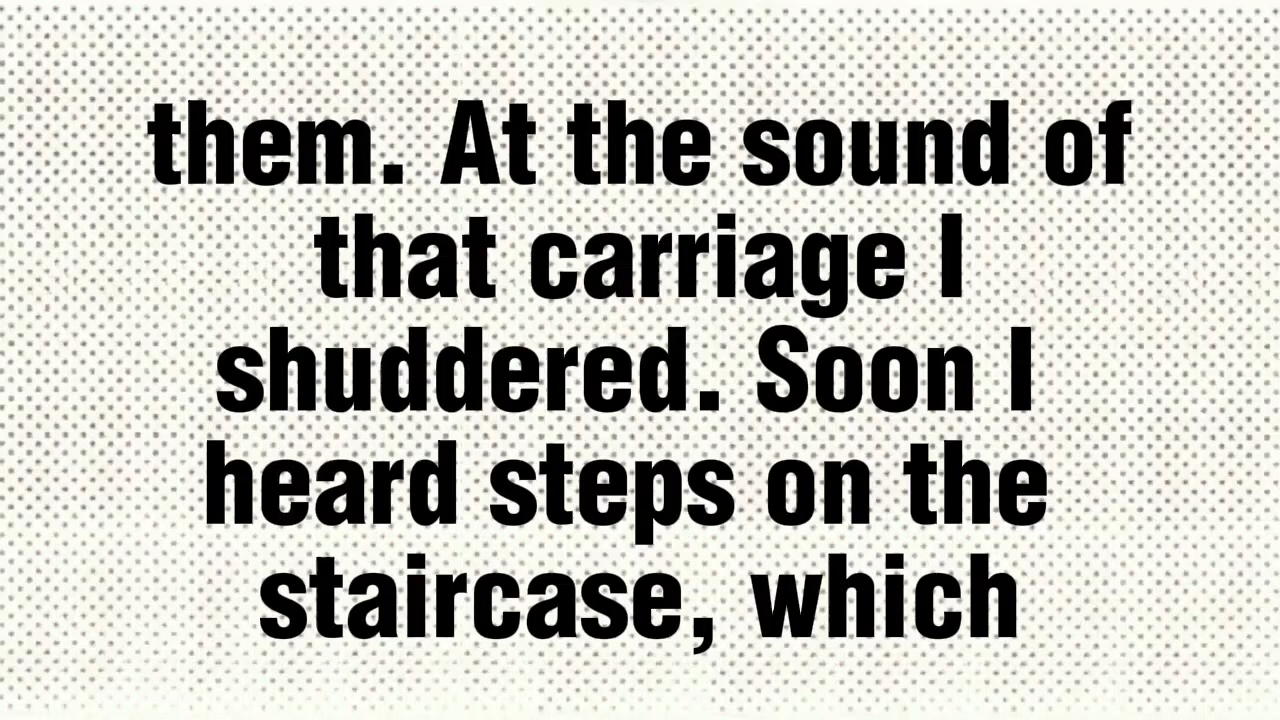 them. At the sound of
that carriage I
shuddered. Soon I
heard steps on the
staircase, which